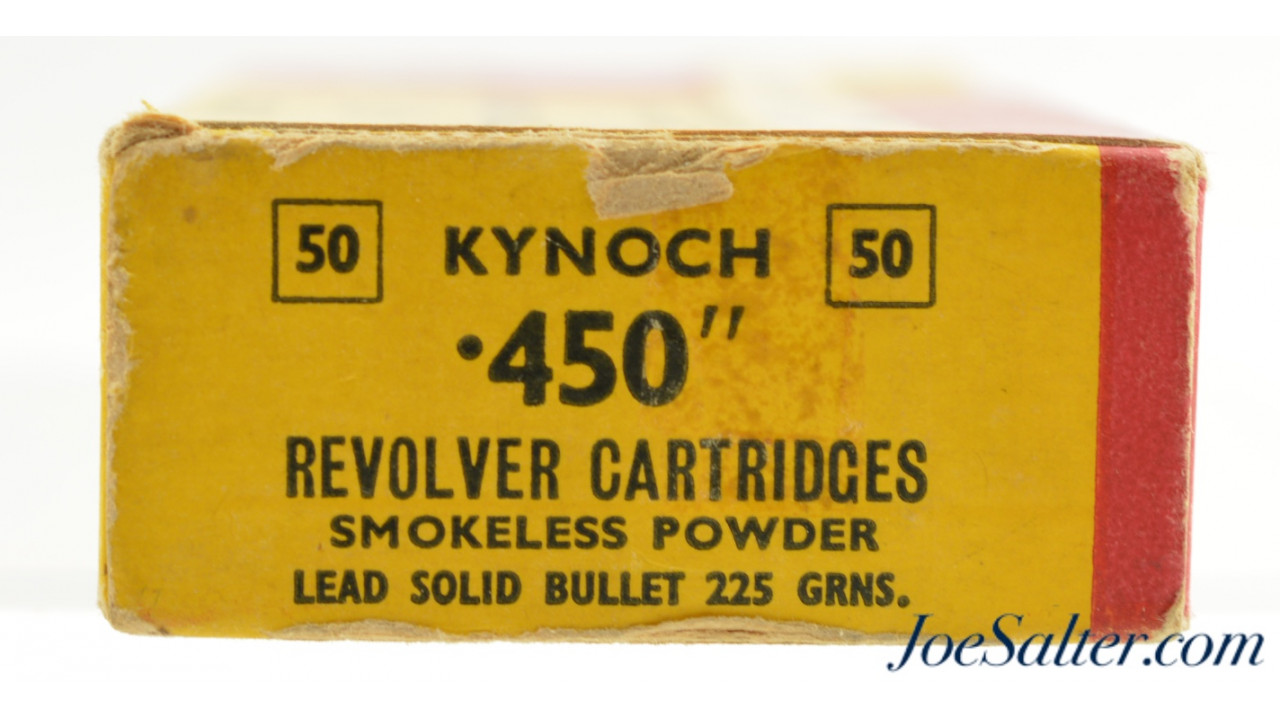 50 KYNOCH 50
·450"
REVOLVER CARTRIDGES
SMOKELESS POWDER
LEAD SOLID BULLET 225 GRNS.
JoeSalter.com